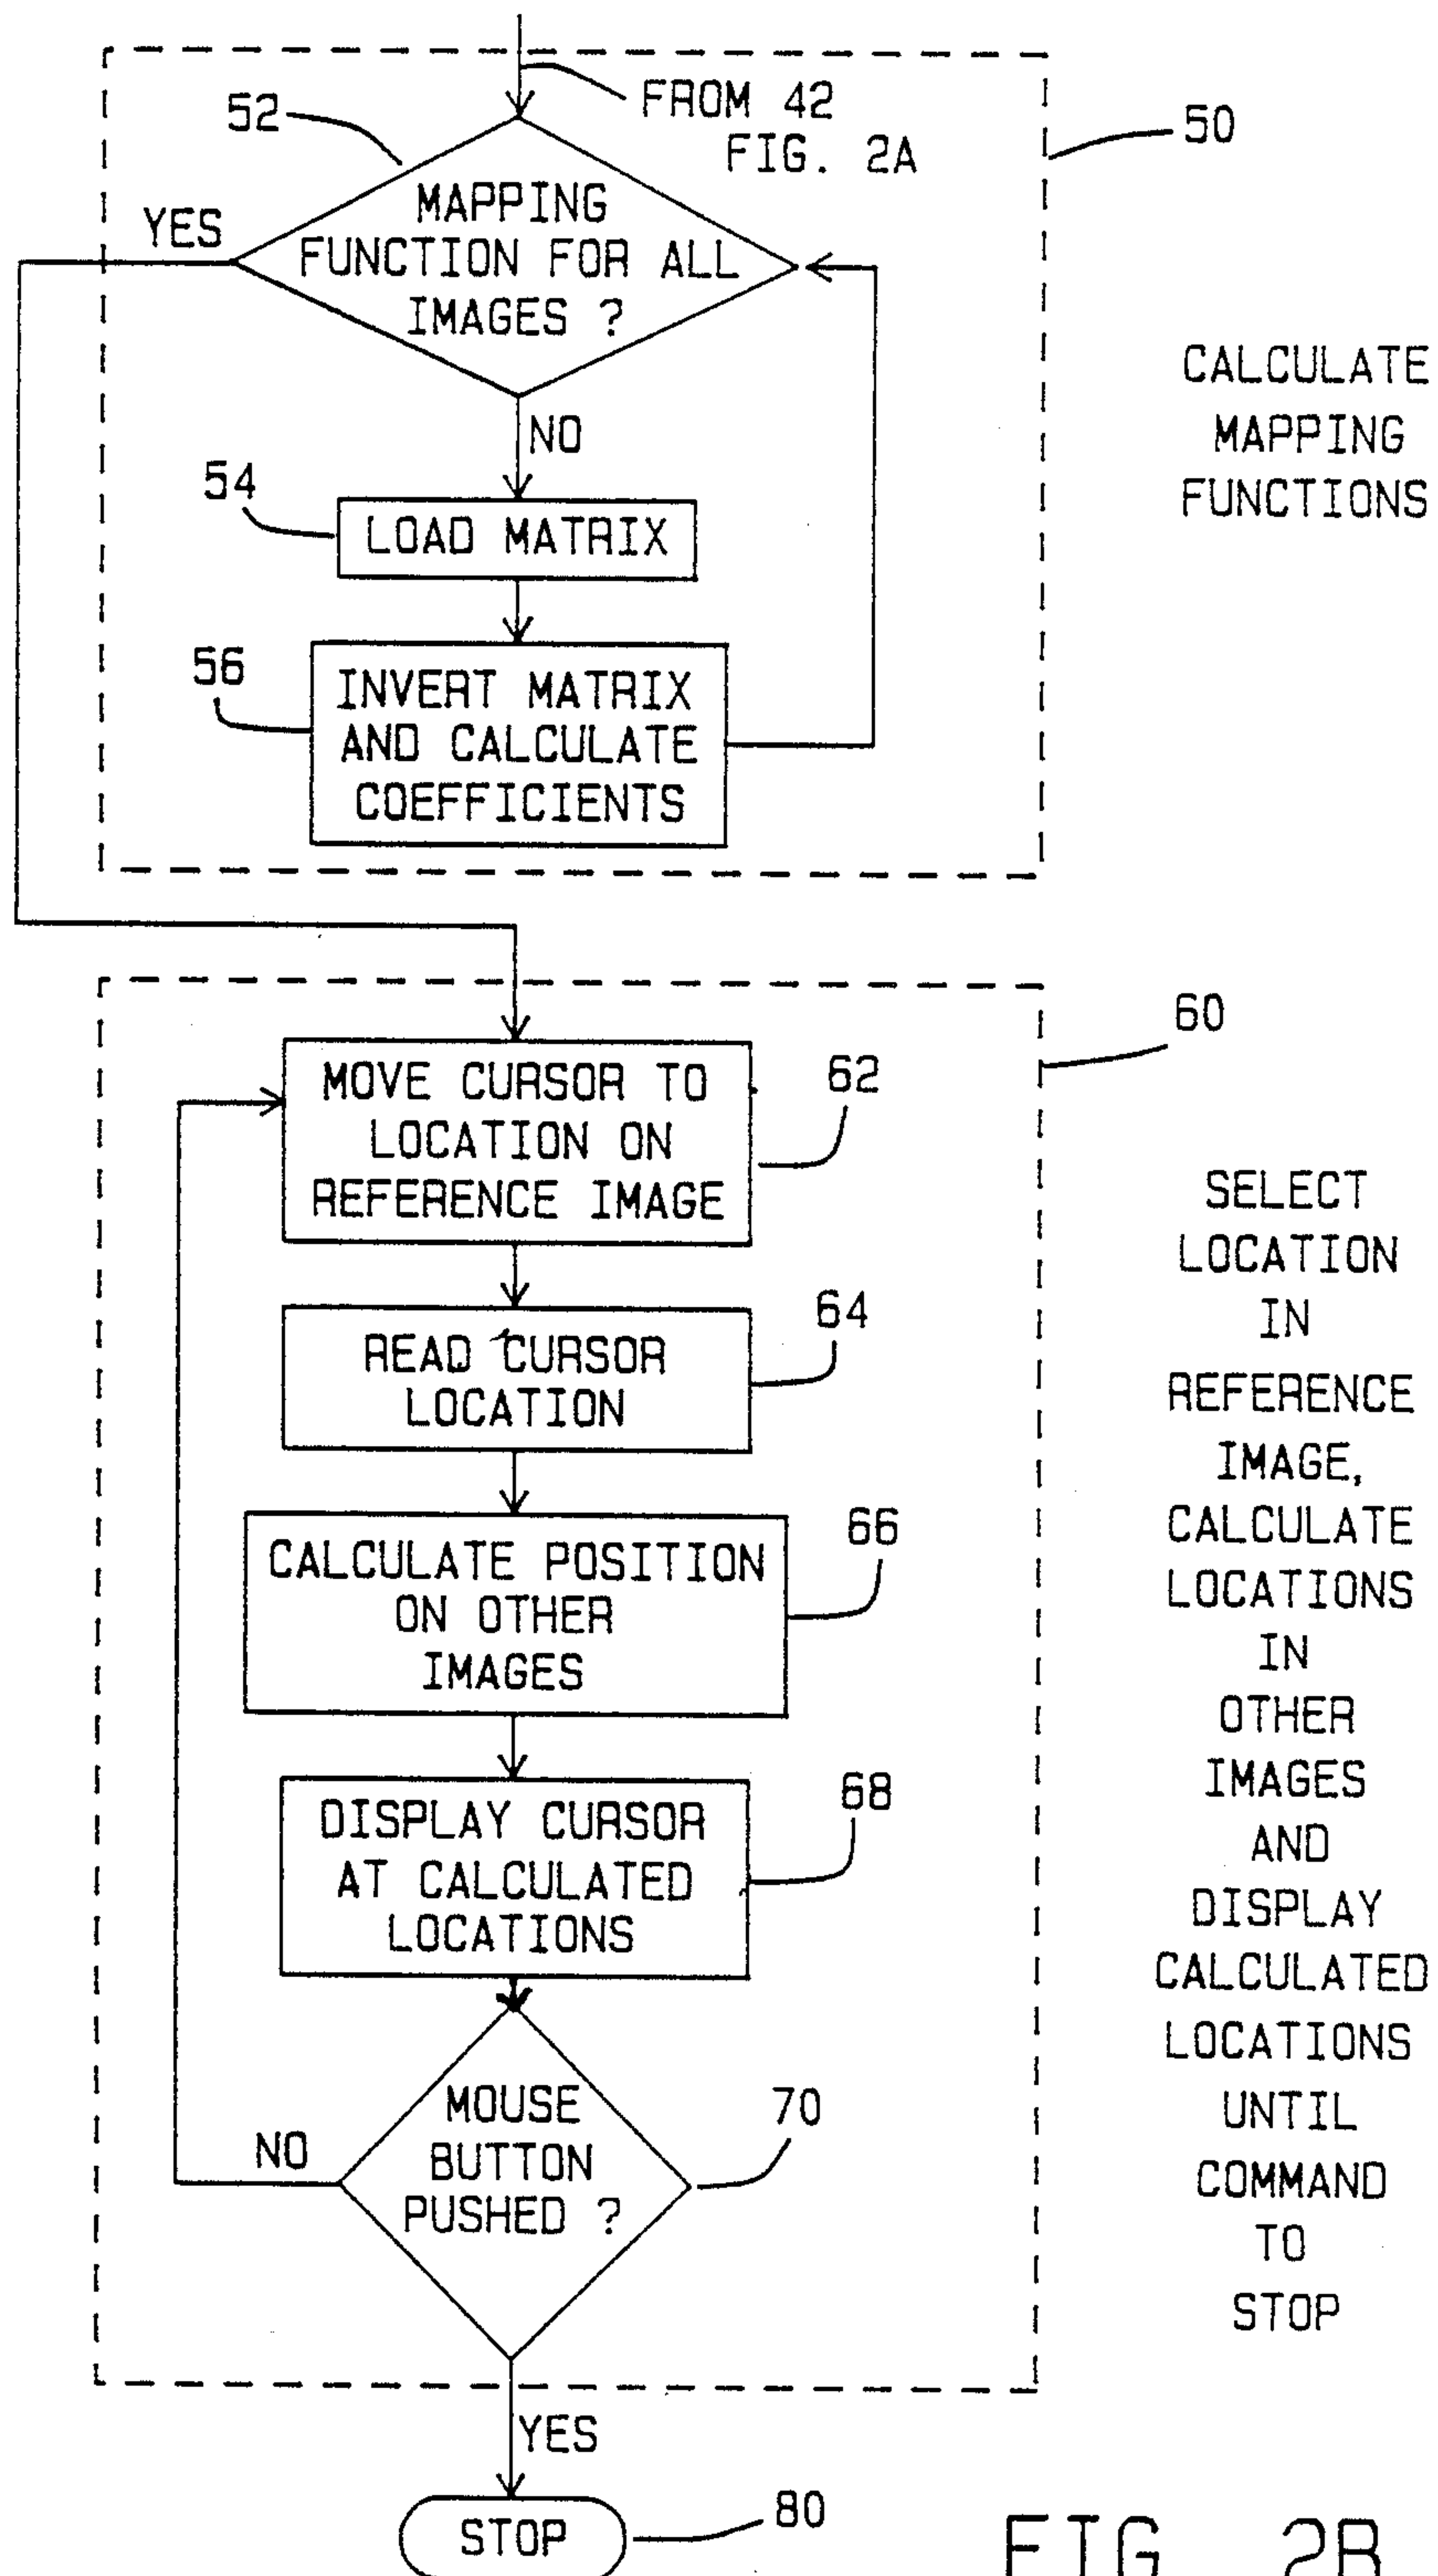 FROM 42
FIG. 2A
52
50
MAPPING
FUNCTION FOR ALL
IMAGES ?
YES
NO
CALCULATE
MAPPING
FUNCTIONS
54
LOAD MATRIX
56
INVERT MATRIX
AND CALCULATE
COEFFICIENTS
60
MOVE CURSOR TO
LOCATION ON
REFERENCE IMAGE
62
READ CURSOR
LOCATION
64
CALCULATE POSITION
ON OTHER
IMAGES
66
DISPLAY CURSOR
AT CALCULATED
LOCATIONS
68
MOUSE
BUTTON
PUSHED ?
70
NO
SELECT
LOCATION
IN
REFERENCE
IMAGE,
CALCULATE
LOCATIONS
IN
OTHER
IMAGES
AND
DISPLAY
CALCULATED
LOCATIONS
UNTIL
COMMAND
TO
STOP
YES
STOP
80
FIG. 2B